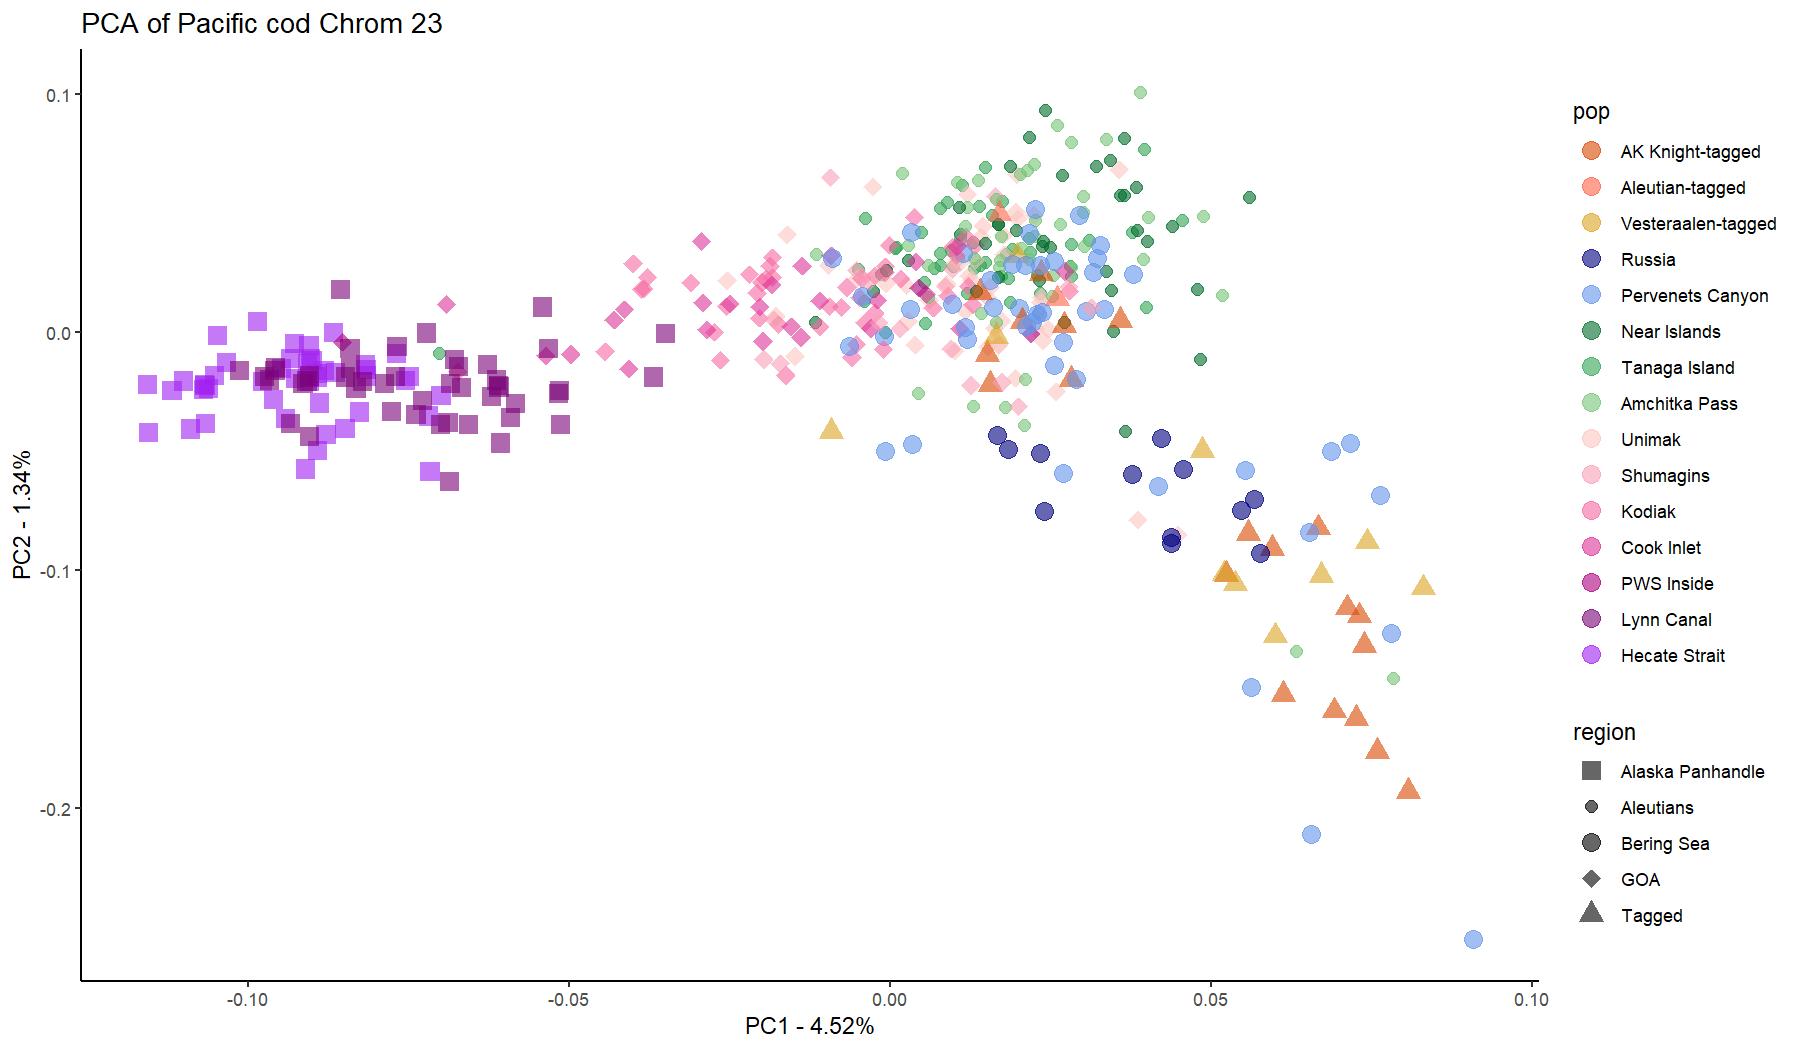 PCA of Pacific cod Chrom 23
0.1
0.0
-0.1
-0.2
PC2 - 1.34%
-0.10
-0.05
0.00
0.05
0.10
PC1 - 4.52%
pop
AK Knight-tagged
Aleutian-tagged
Vesteraalen-tagged
Russia
Pervenets Canyon
Near Islands
Tanaga Island
Amchitka Pass
Unimak
Shumagins
Kodiak
Cook Inlet
PWS Inside
Lynn Canal
Hecate Strait
region
Alaska Panhandle
Aleutians
Bering Sea
GOA
Tagged